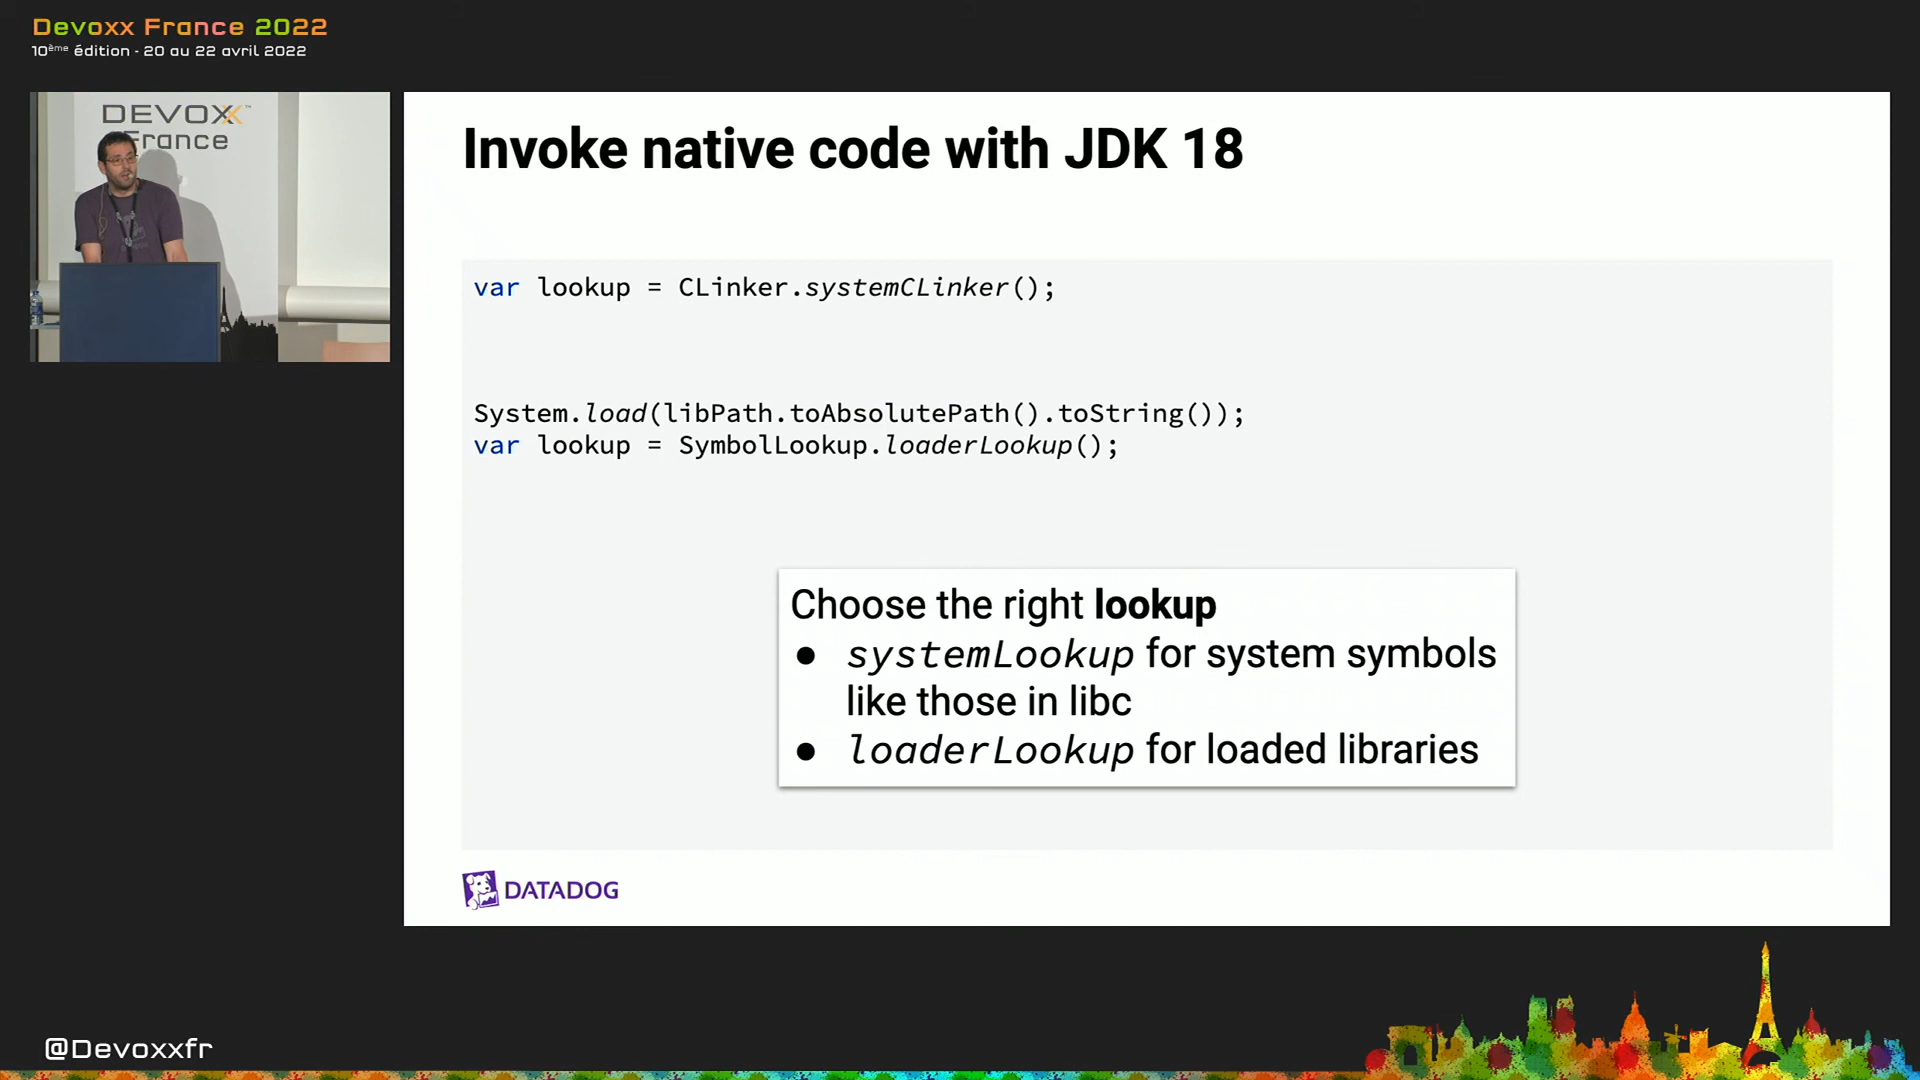 Devoxx France 2022
10ème édition - 20 au 22 avril 2022
DEVOXX™
France
Invoke native code with JDK 18
var lookup = CLinker.systemCLinker();
System.load(libPath.toAbsolutePath().toString());
var lookup = SymbolLookup.loaderLookup();
Choose the right lookup
● systemLookup for system symbols
like those in libc
● loaderLookup for loaded libraries
DATADOG
@Devoxxfr